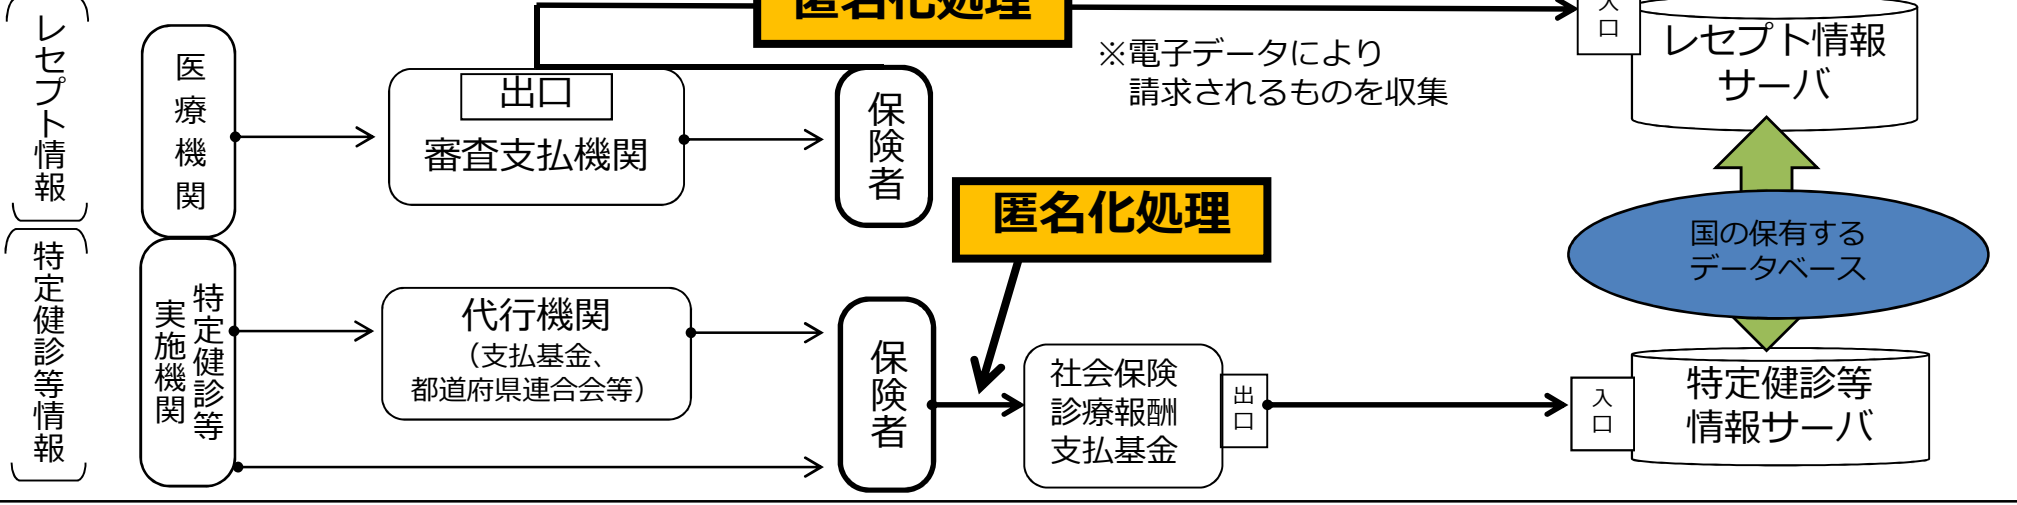 レセプト情報
医療機関
出口
審査支払機関
保険者
匿名化処理
※電子データにより
請求されるものを収集
入口
レセプト情報
サーバ
国の保有する
データベース
匿名化処理
特定健診等情報
特定健診等
実施機関
代行機関
（支払基金、
都道府県連合会等）
保険者
社会保険
診療報酬
支払基金
出口
入口
特定健診等
情報サーバ